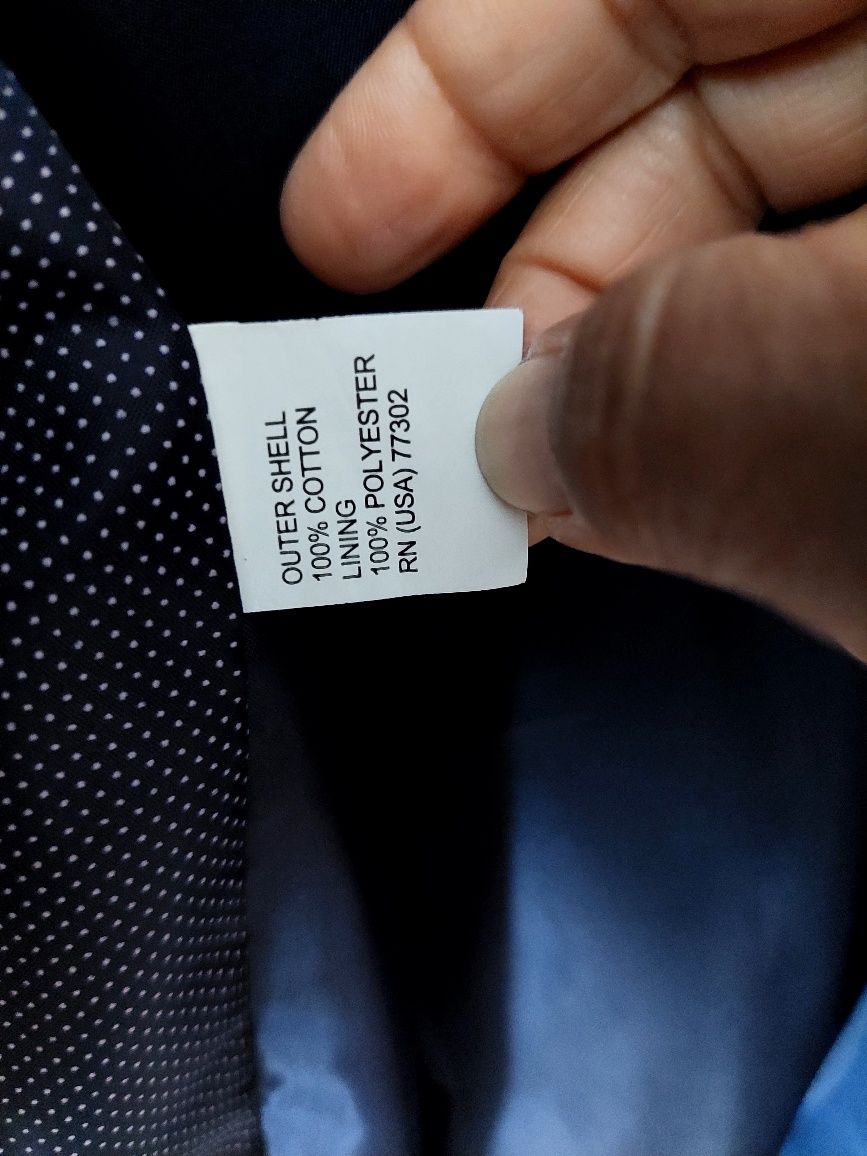 OUTER SHELL
100% COTTON
LINING
100% POLYESTER
RN (USA) 77302